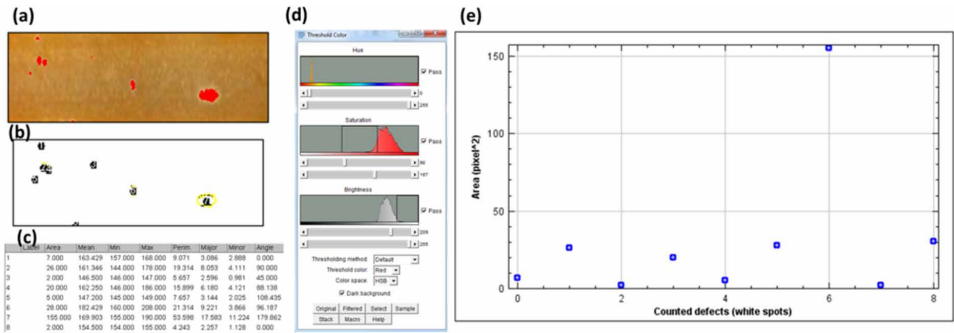 (a)
(b)
(c)
Label Area Mean Min Max Perim. Major Minor Angle
1 7.000 163.429 157.000 168.000 9.071 3.086 2.888 0.000
2 26.000 161.346 144.000 178.000 19.314 8.053 4.111 90.000
3 2.000 146.500 146.000 147.000 5.657 2.596 0.981 45.000
4 20.000 162.250 146.000 186.000 15.899 6.180 4.121 88.138
5 5.000 147.200 145.000 149.000 7.657 3.144 2.025 108.435
6 28.000 182.429 160.000 208.000 21.314 9.221 3.866 96.187
7 155.000 169.903 155.000 190.000 53.598 17.583 11.224 179.862
8 2.000 154.500 154.000 155.000 4.243 2.257 1.128 0.000
(d)
Threshold Color
Hue
Pass
0
255
Saturation
Pass
Brightness
Pass
255
Thresholding method: Default
Threshold color: Red
Color space: HSB
Dark background
Original Filtered Select Sample
Stack Macro Help
(e)
150
100
50
0
0 2 4 6 8
Area (pixel^2)
Counted defects (white spots)